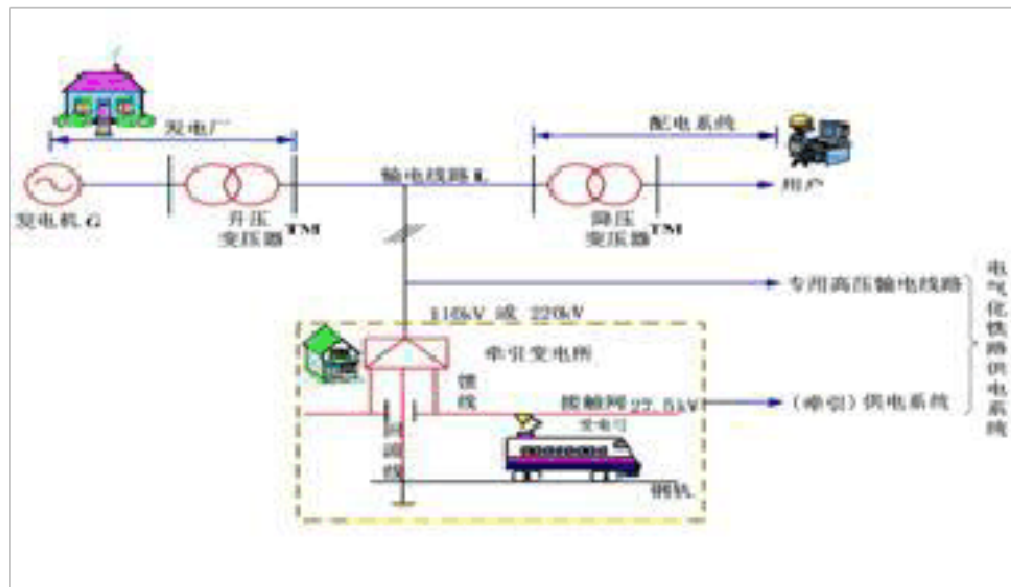 发电厂
配电系统
输电线路
用户
发电机 G
升压
变压器 TM
降压
变压器 TM
专用高压输电线路
110kV 或 220kV
牵引变电所
馈线
接触网 27.5kV
(牵引) 供电系统
受电弓
回流线
钢轨
电气化铁路供电系统